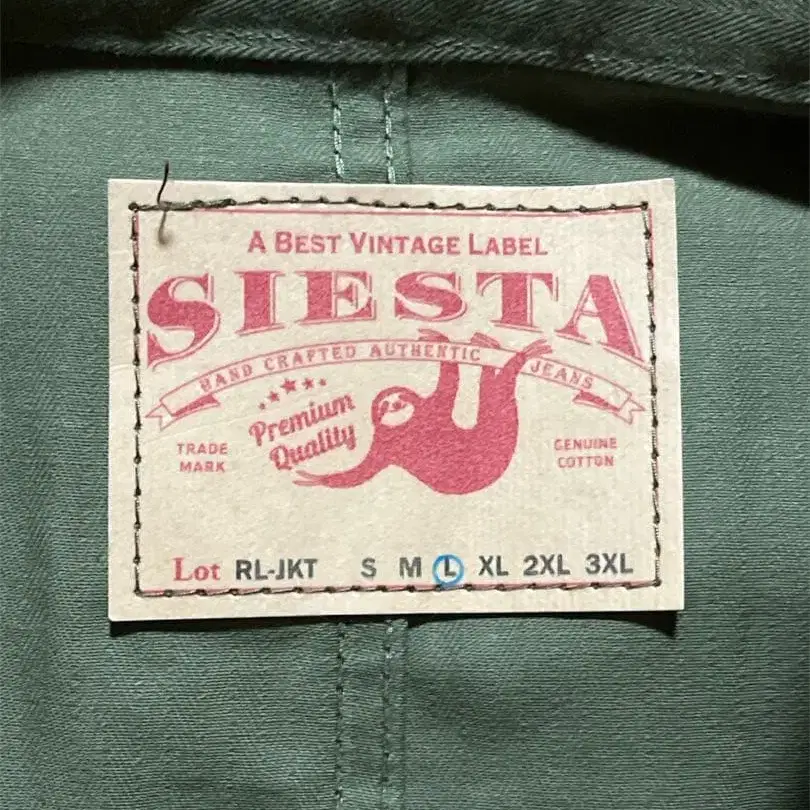 A BEST VINTAGE LABEL
SIESTA
HAND CRAFTED AUTHENTIC JEANS
Premium
Quality
TRADE
MARK
GENUINE
COTTON
Lot RL-JKT S M L XL 2XL 3XL